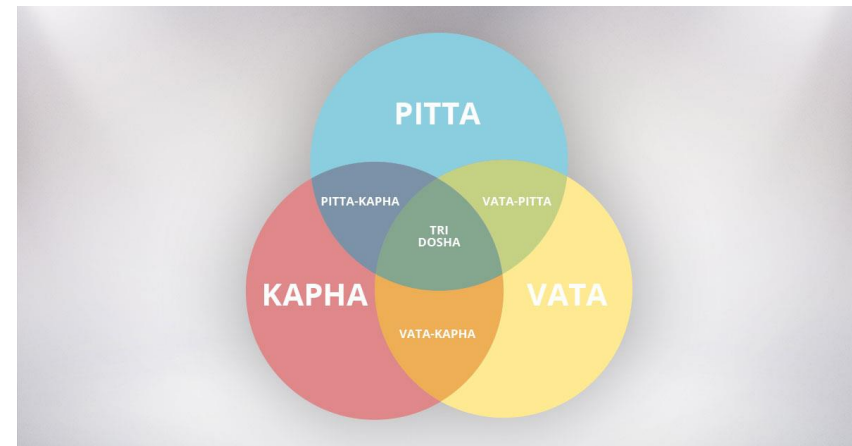 PITTA
PITTA-KAPHA
VATA-PITTA
TRI
DOSHA
KAPHA
VATA
VATA-KAPHA